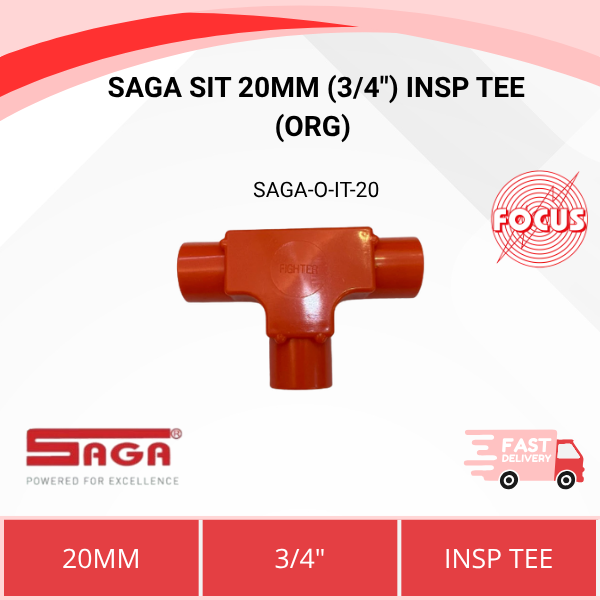 SAGA SIT 20MM (3/4") INSP TEE
(ORG)
SAGA-O-IT-20
FOCUS
FIGHTER
SAGA®
POWERED FOR EXCELLENCE
FAST
DELIVERY
20MM
3/4"
INSP TEE